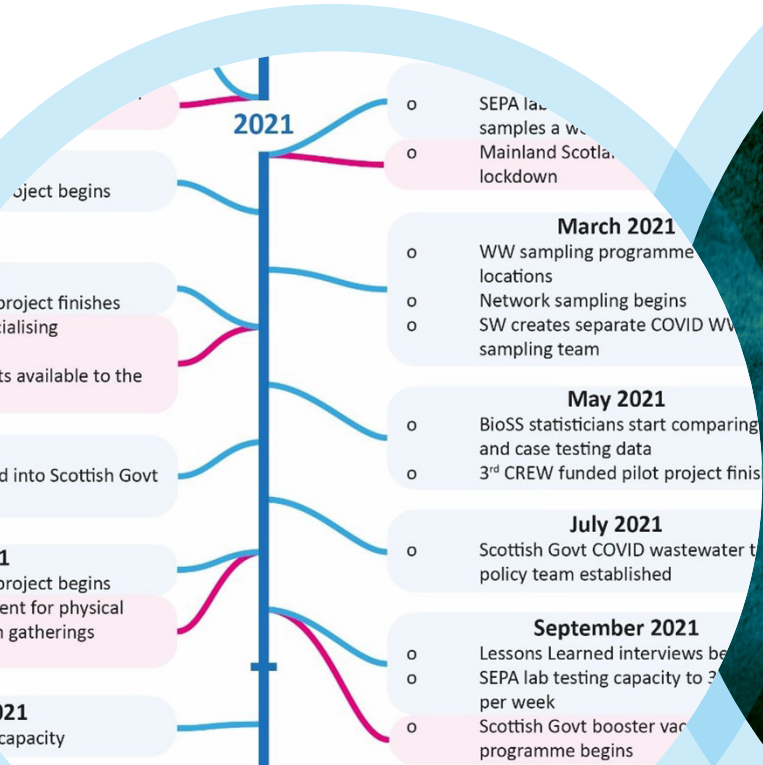 2021
oject begins
project finishes
cialising
ts available to the
d into Scottish Govt
1
project begins
ent for physical
n gatherings
021
capacity
o SEPA lab
samples a we
o Mainland Scotla
lockdown
March 2021
o WW sampling programme
locations
o Network sampling begins
o SW creates separate COVID WW
sampling team
May 2021
o BioSS statisticians start comparing
and case testing data
o 3rd CREW funded pilot project finis
July 2021
o Scottish Govt COVID wastewater t
policy team established
September 2021
o Lessons Learned interviews be
o SEPA lab testing capacity to 3
per week
o Scottish Govt booster vac
programme begins